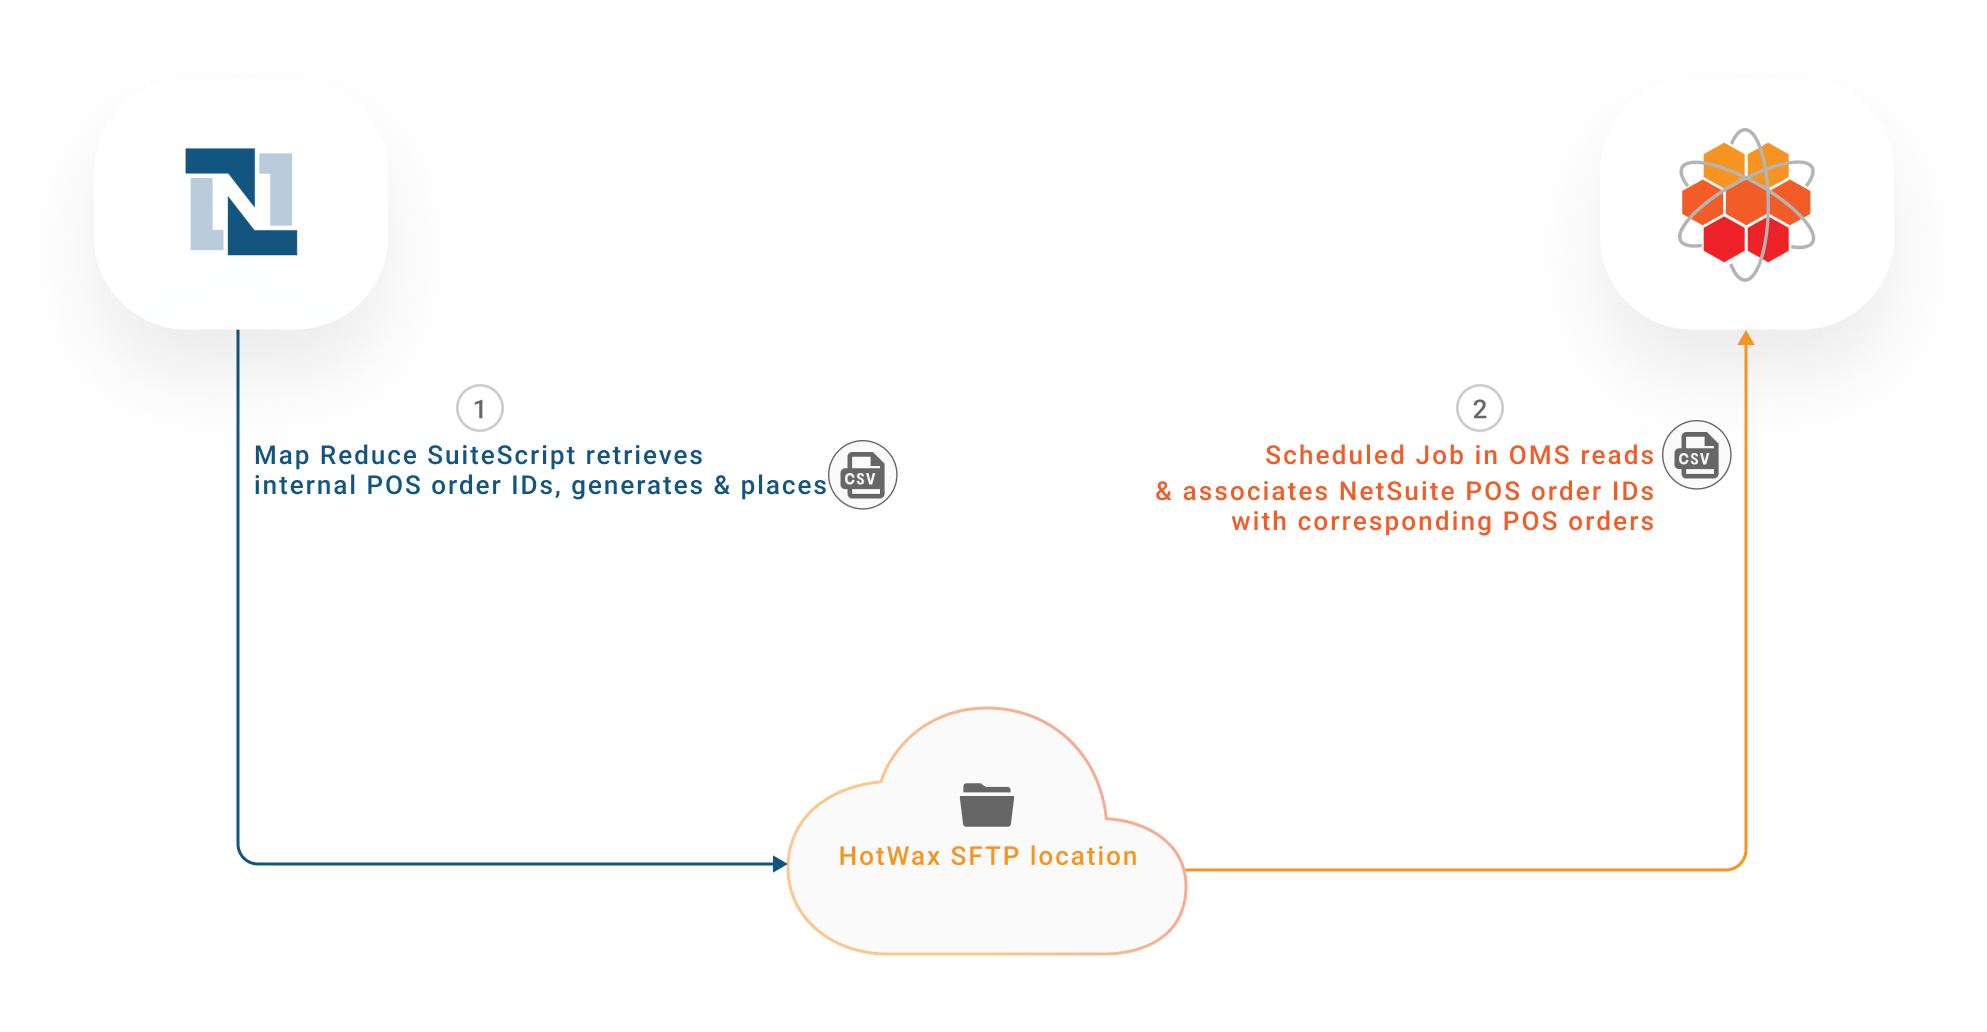 1
Map Reduce SuiteScript retrieves
internal POS order IDs, generates & places
CSV
2
Scheduled Job in OMS reads
CSV
& associates NetSuite POS order IDs
with corresponding POS orders
HotWax SFTP location
N